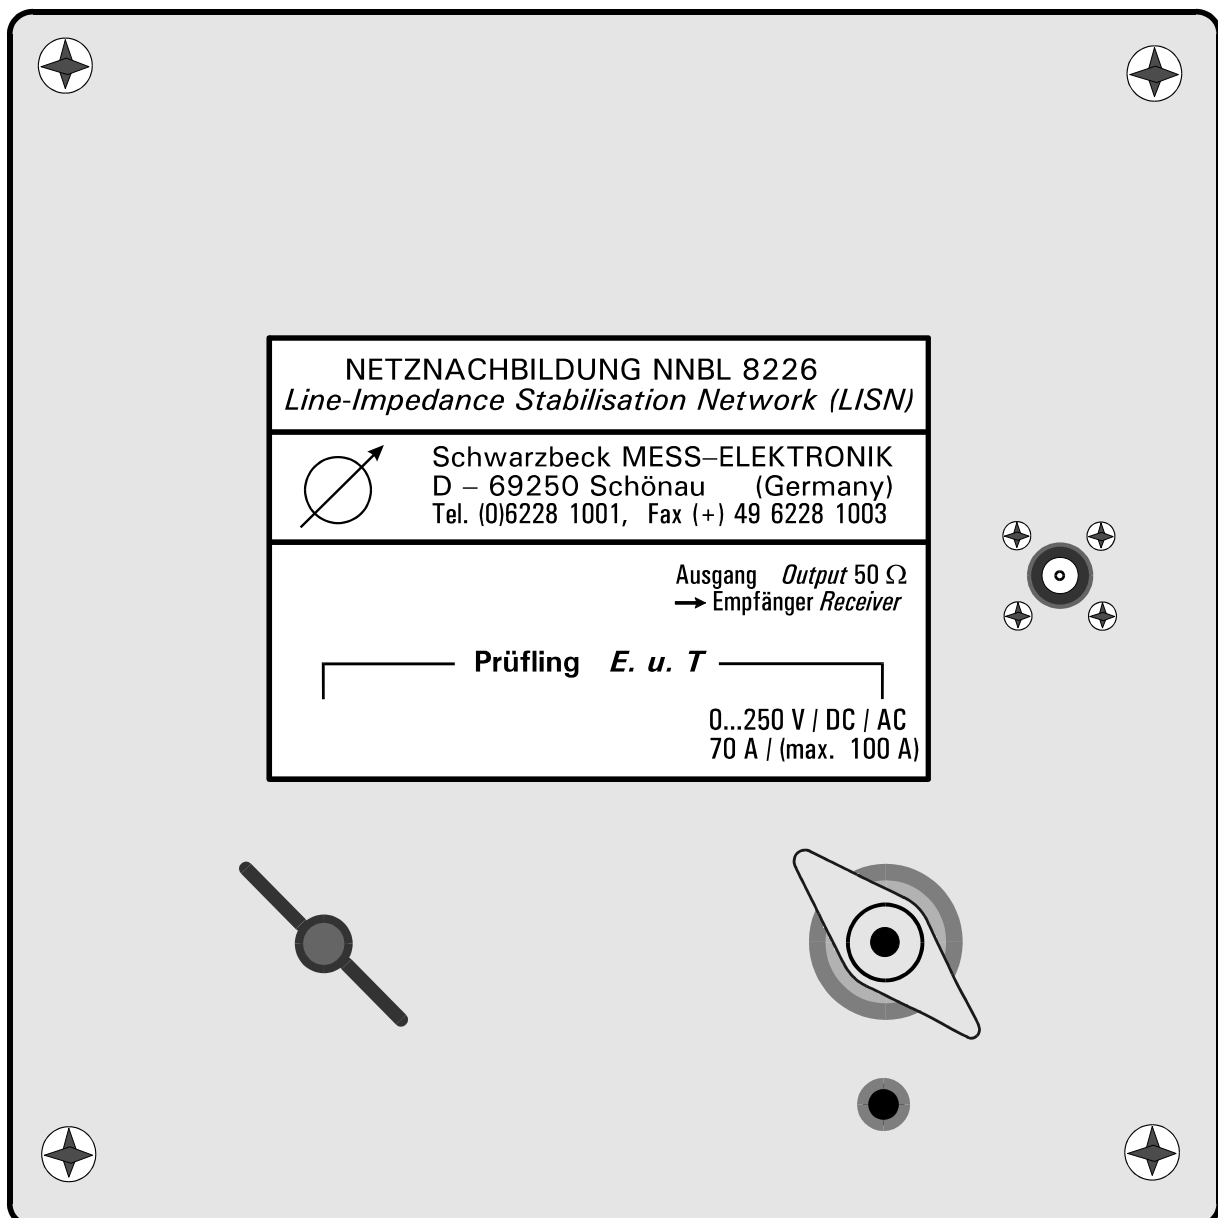 NETZNACHBILDUNG NNBL 8226
Line-Impedance Stabilisation Network (LISN)
Schwarzbeck MESS–ELEKTRONIK
D – 69250 Schönau (Germany)
Tel. (0)6228 1001, Fax (+) 49 6228 1003
Ausgang Output 50 Ω
→ Empfänger Receiver
Prüfling E. u. T
0...250 V / DC / AC
70 A / (max. 100 A)